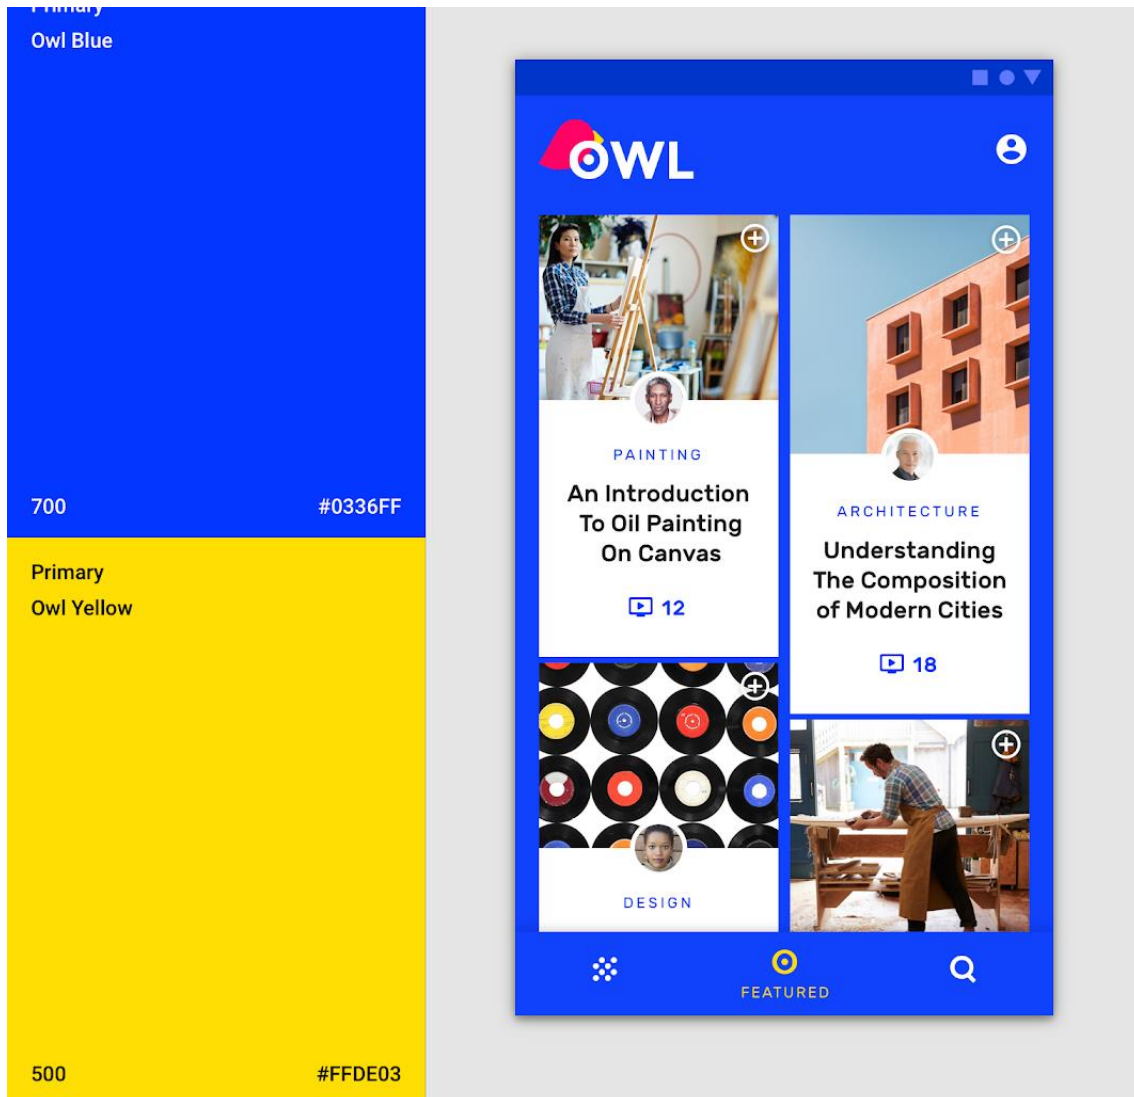 Primary
Owl Blue
700 #0336FF
Primary
Owl Yellow
500 #FFDE03
OWL
PAINTING
An Introduction
To Oil Painting
On Canvas
12
ARCHITECTURE
Understanding
The Composition
of Modern Cities
18
DESIGN
FEATURED